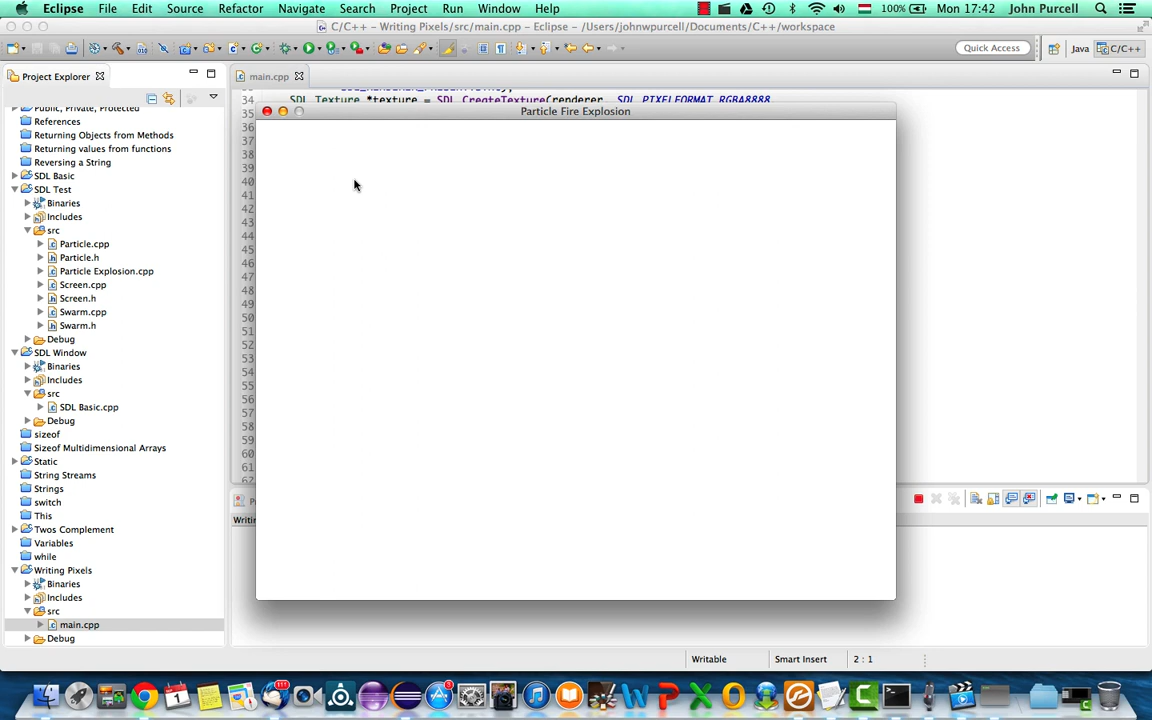 Eclipse File Edit Source Refactor Navigate Search Project Run Window Help 100% Mon 17:42 John Purcell
C/C++ - Writing Pixels/src/main.cpp - Eclipse - /Users/johnwpurcell/Documents/C++/workspace
Quick Access Java C/C++
Project Explorer main.cpp
Public, Private, Protected
34 SDL_Texture *texture = SDL_CreateTexture(renderer, SDL_PIXELFORMAT_RGBA8888,
Particle Fire Explosion
References
Returning Objects from Methods
Returning values from functions
Reversing a String
SDL Basic
SDL Test
Binaries
Includes
src
Particle.cpp
Particle.h
Particle Explosion.cpp
Screen.cpp
Screen.h
Swarm.cpp
Swarm.h
Debug
SDL Window
Binaries
Includes
src
SDL Basic.cpp
Debug
sizeof
Sizeof Multidimensional Arrays
Static
String Streams
Strings
switch
This
Twos Complement
Variables
while
Writing Pixels
Binaries
Includes
src
main.cpp
Debug
35
36
37
38
39
40
41
42
43
44
45
46
47
48
49
50
51
52
53
54
55
56
57
58
59
60
61
62
Writable Smart Insert 2 : 1